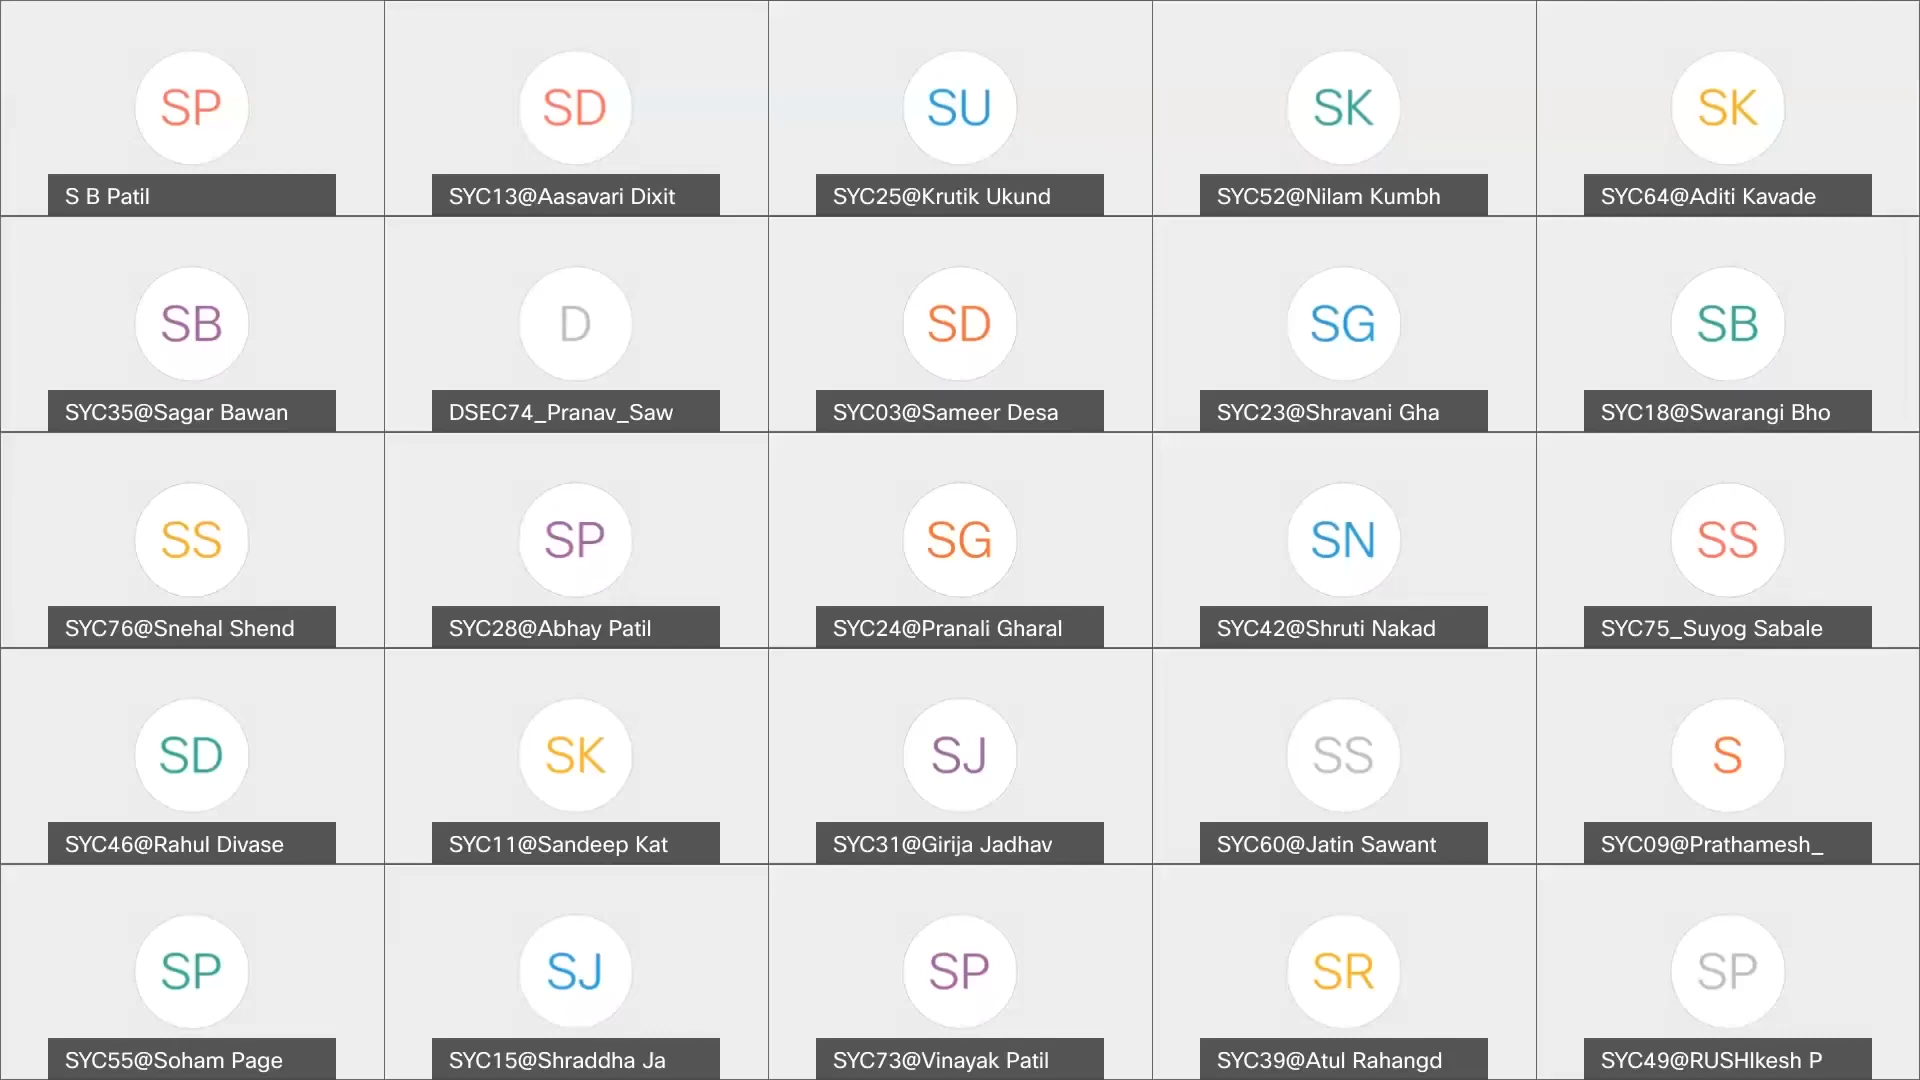 SP
SD
SU
SK
SK
S B Patil
SYC13@Aasavari Dixit
SYC25@Krutik Ukund
SYC52@Nilam Kumbh
SYC64@Aditi Kavade
SB
D
SD
SG
SB
SYC35@Sagar Bawan
DSEC74_Pranav_Saw
SYC03@Sameer Desa
SYC23@Shravani Gha
SYC18@Swarangi Bho
SS
SP
SG
SN
SS
SYC76@Snehal Shend
SYC28@Abhay Patil
SYC24@Pranali Gharal
SYC42@Shruti Nakad
SYC75_Suyog Sabale
SD
SK
SJ
SS
S
SYC46@Rahul Divase
SYC11@Sandeep Kat
SYC31@Girija Jadhav
SYC60@Jatin Sawant
SYC09@Prathamesh_
SP
SJ
SP
SR
SP
SYC55@Soham Page
SYC15@Shraddha Ja
SYC73@Vinayak Patil
SYC39@Atul Rahangd
SYC49@RUSHIkesh P